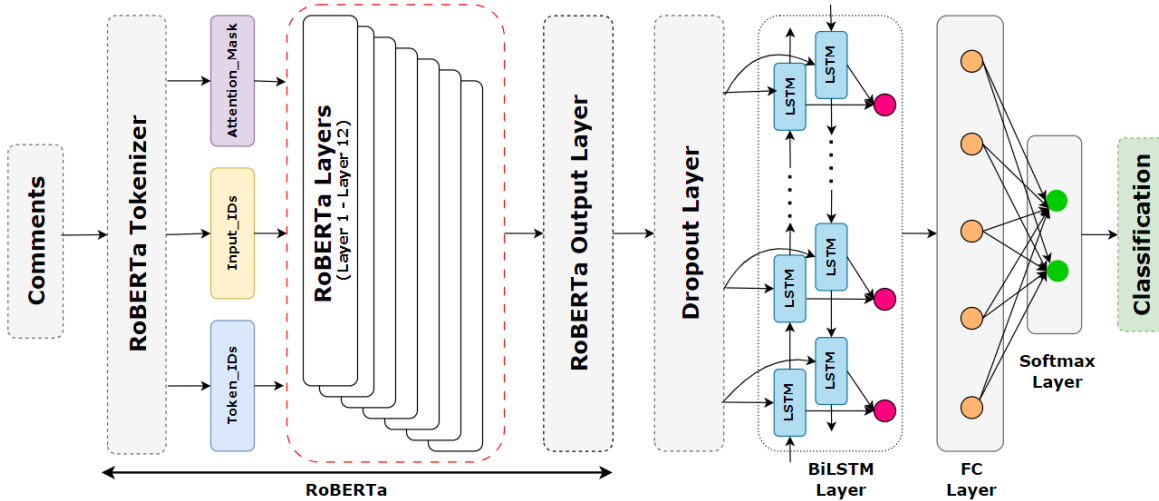 Comments
RoBERTa Tokenizer
Attention_Mask
Input_IDs
Token_IDs
RoBERTa Layers
(Layer 1 - Layer 12)
RoBERTa Output Layer
RoBERTa
Dropout Layer
LSTM
LSTM
LSTM
LSTM
LSTM
LSTM
BiLSTM
Layer
FC
Layer
Softmax
Layer
Classification